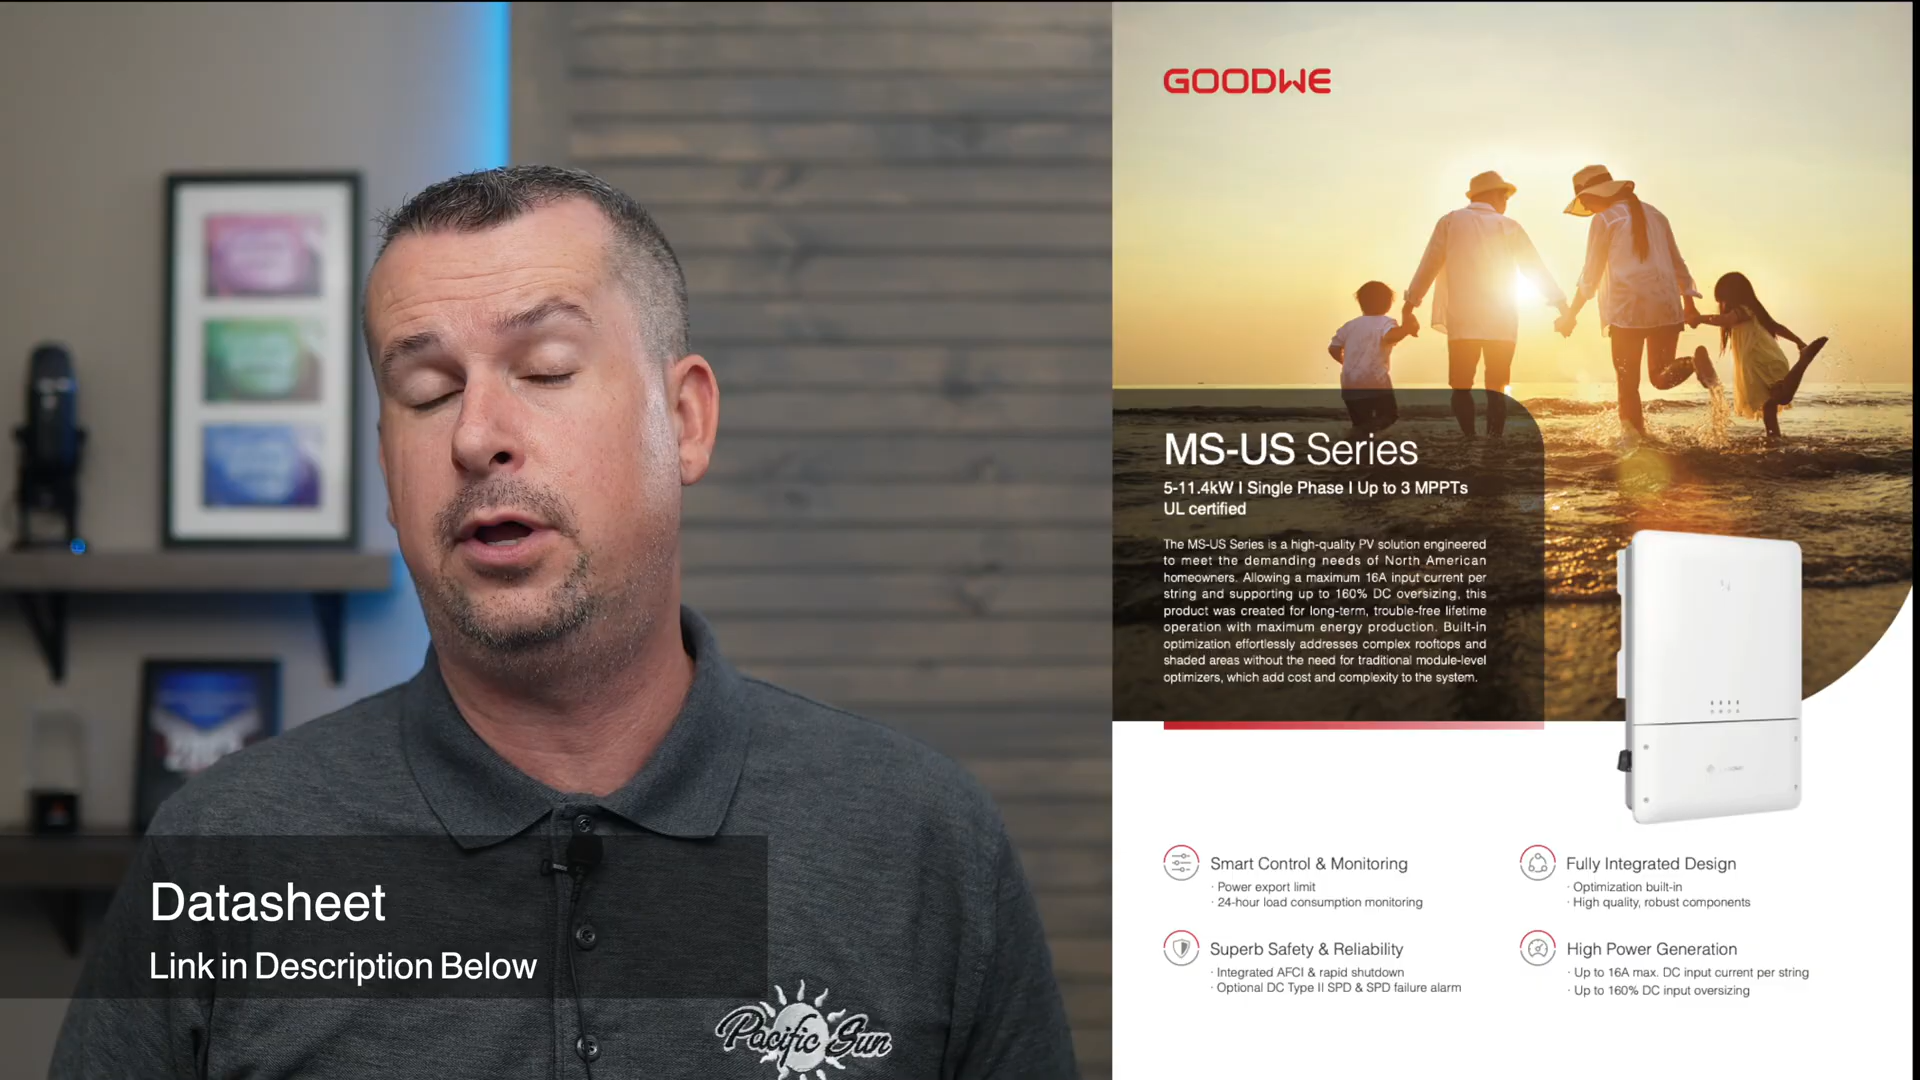 Datasheet
Link in Description Below
Pacific Sun
GOODWE
MS-US Series
5-11.4kW I Single Phase I Up to 3 MPPTs
UL certified
The MS-US Series is a high-quality PV solution engineered
to meet the demanding needs of North American
homeowners. Allowing a maximum 16A input current per
string and supporting up to 160% DC oversizing, this
product was created for long-term, trouble-free lifetime
operation with maximum energy production. Built-in
optimization effortlessly addresses complex rooftops and
shaded areas without the need for traditional module-level
optimizers, which add cost and complexity to the system.
Smart Control & Monitoring
· Power export limit
· 24-hour load consumption monitoring
Fully Integrated Design
· Optimization built-in
· High quality, robust components
Superb Safety & Reliability
· Integrated AFCI & rapid shutdown
· Optional DC Type II SPD & SPD failure alarm
High Power Generation
· Up to 16A max. DC input current per string
· Up to 160% DC input oversizing